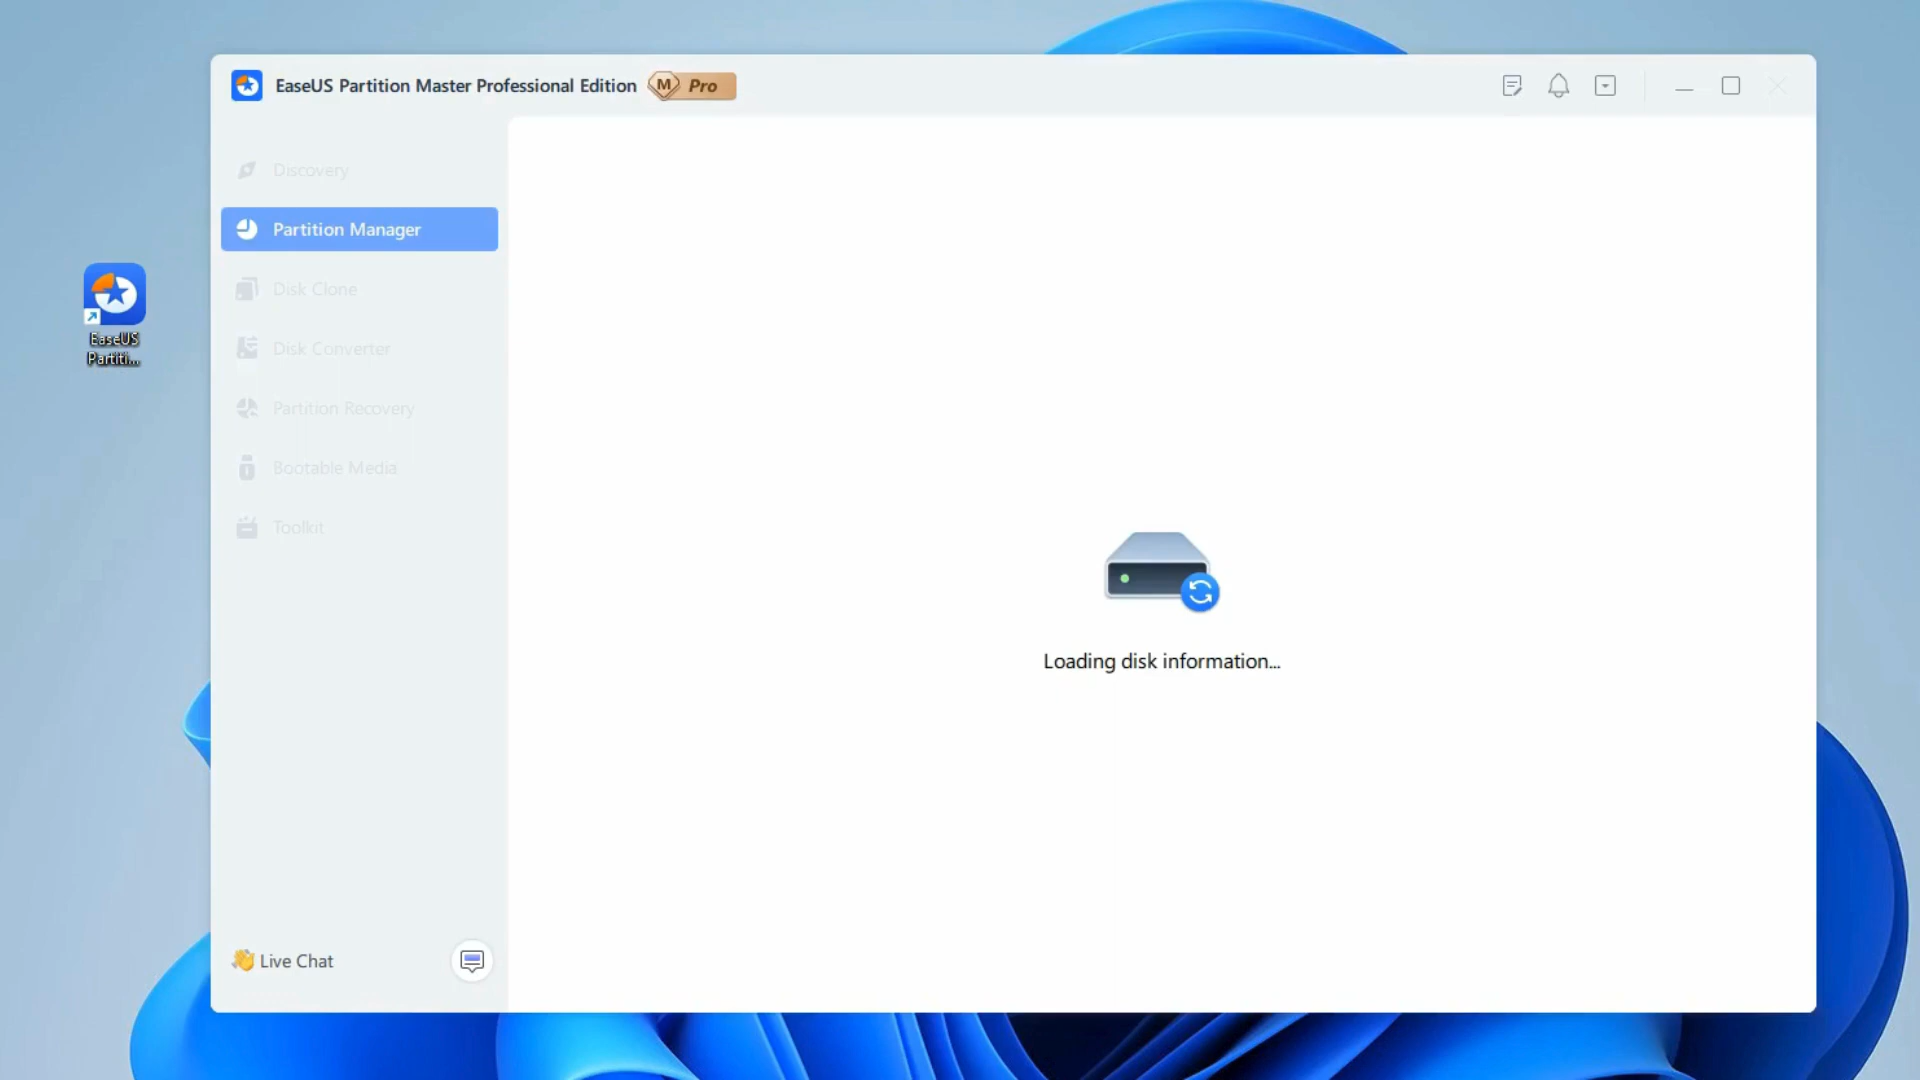 EaseUS Partition Master Professional Edition
M Pro
Discovery
Partition Manager
Disk Clone
Disk Converter
Partition Recovery
Bootable Media
Toolkit
EaseUS
Partiti...
Loading disk information...
Live Chat